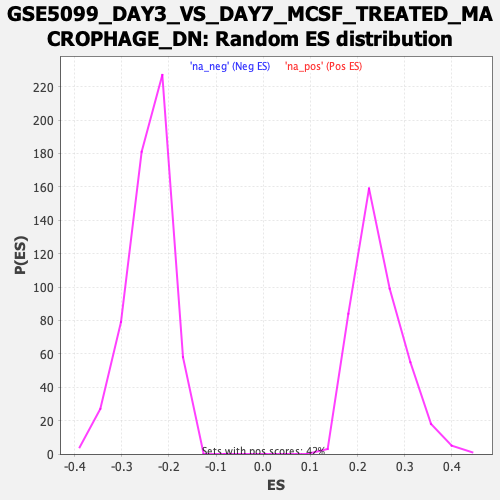 GSE5099_DAY3_VS_DAY7_MCSF_TREATED_MA
CROPHAGE_DN: Random ES distribution
'na_neg' (Neg ES) 'na_pos' (Pos ES)
220
200
180
160
140
120
100
80
60
40
20
0
P(ES)
Sets with pos scores: 42%
-0.4 -0.3 -0.2 -0.1 0.0 0.1 0.2 0.3 0.4
ES